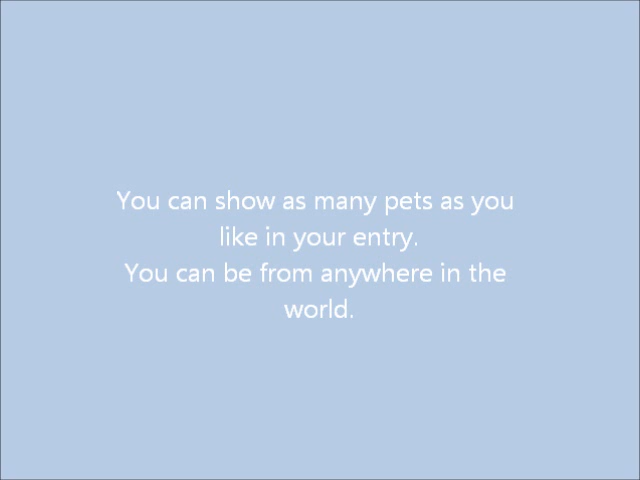 You can show as many pets as you
like in your entry.
You can be from anywhere in the
world.